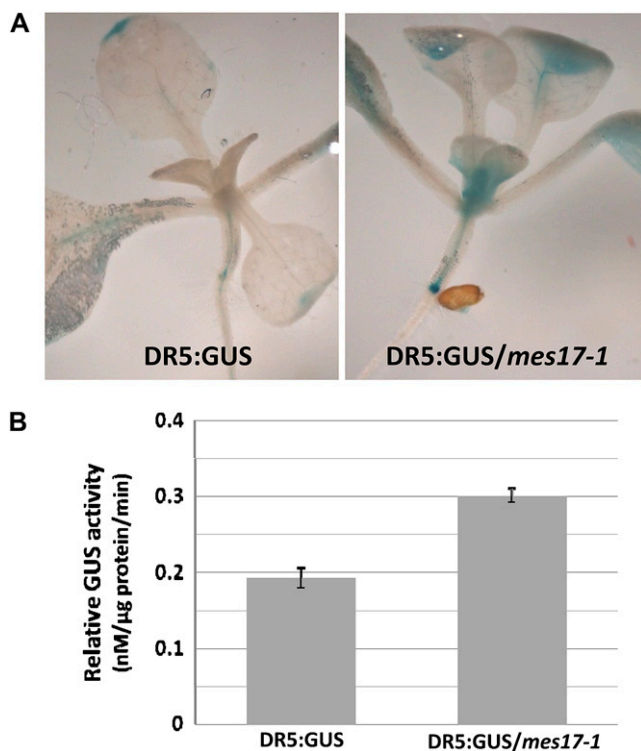 A
DR5:GUS
DR5:GUS/mes17-1
B
Relative GUS activity
(nM/μg protein/min)
0.4
0.3
0.2
0.1
0
DR5:GUS
DR5:GUS/mes17-1